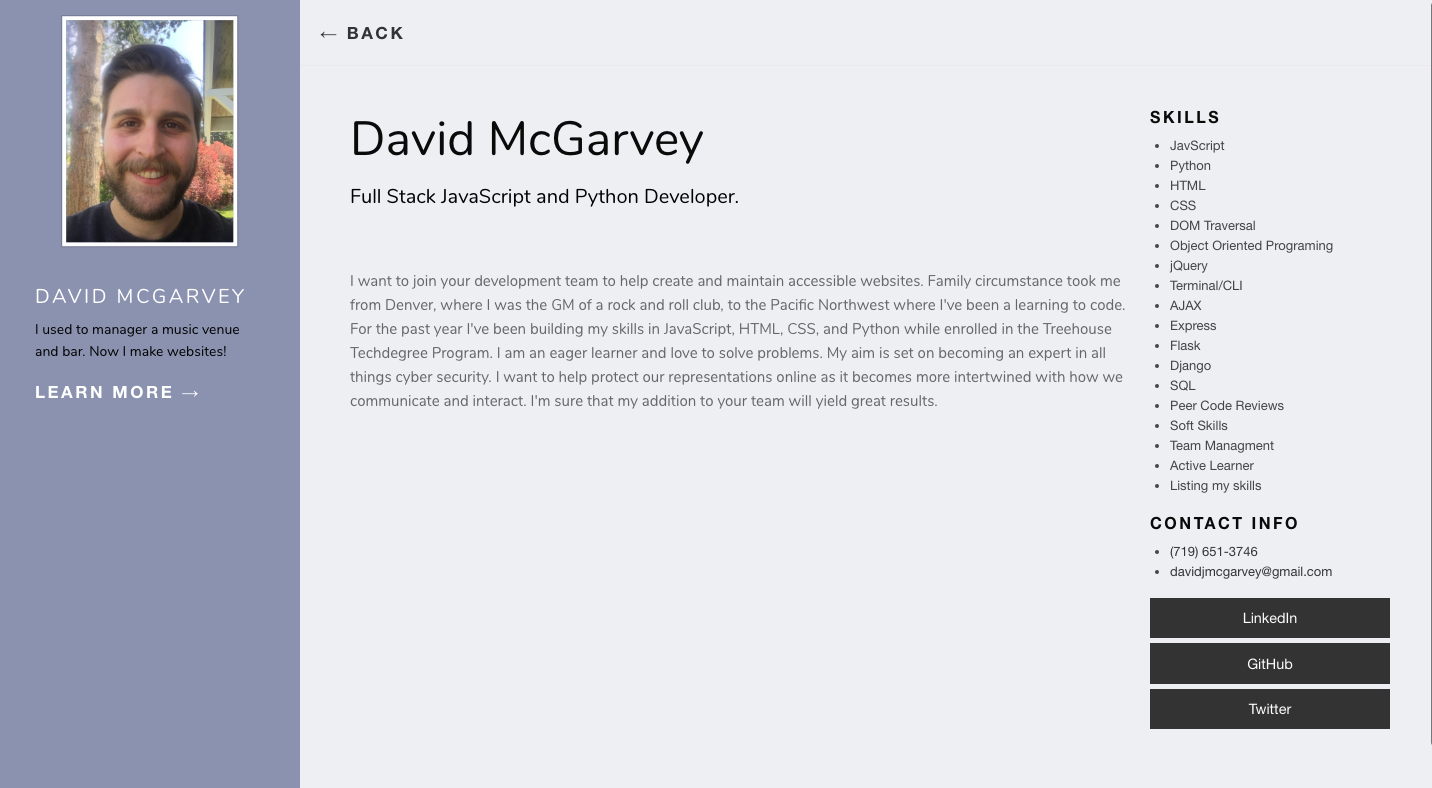 ← BACK
DAVID MCGARVEY
I used to manager a music venue
and bar. Now I make websites!
LEARN MORE →
David McGarvey
Full Stack JavaScript and Python Developer.
I want to join your development team to help create and maintain accessible websites. Family circumstance took me
from Denver, where I was the GM of a rock and roll club, to the Pacific Northwest where I've been a learning to code.
For the past year I've been building my skills in JavaScript, HTML, CSS, and Python while enrolled in the Treehouse
Techdegree Program. I am an eager learner and love to solve problems. My aim is set on becoming an expert in all
things cyber security. I want to help protect our representations online as it becomes more intertwined with how we
communicate and interact. I'm sure that my addition to your team will yield great results.
SKILLS
• JavScript
• Python
• HTML
• CSS
• DOM Traversal
• Object Oriented Programing
• jQuery
• Terminal/CLI
• AJAX
• Express
• Flask
• Django
• SQL
• Peer Code Reviews
• Soft Skills
• Team Managment
• Active Learner
• Listing my skills
CONTACT INFO
• (719) 651-3746
• davidjmcgarvey@gmail.com
LinkedIn
GitHub
Twitter